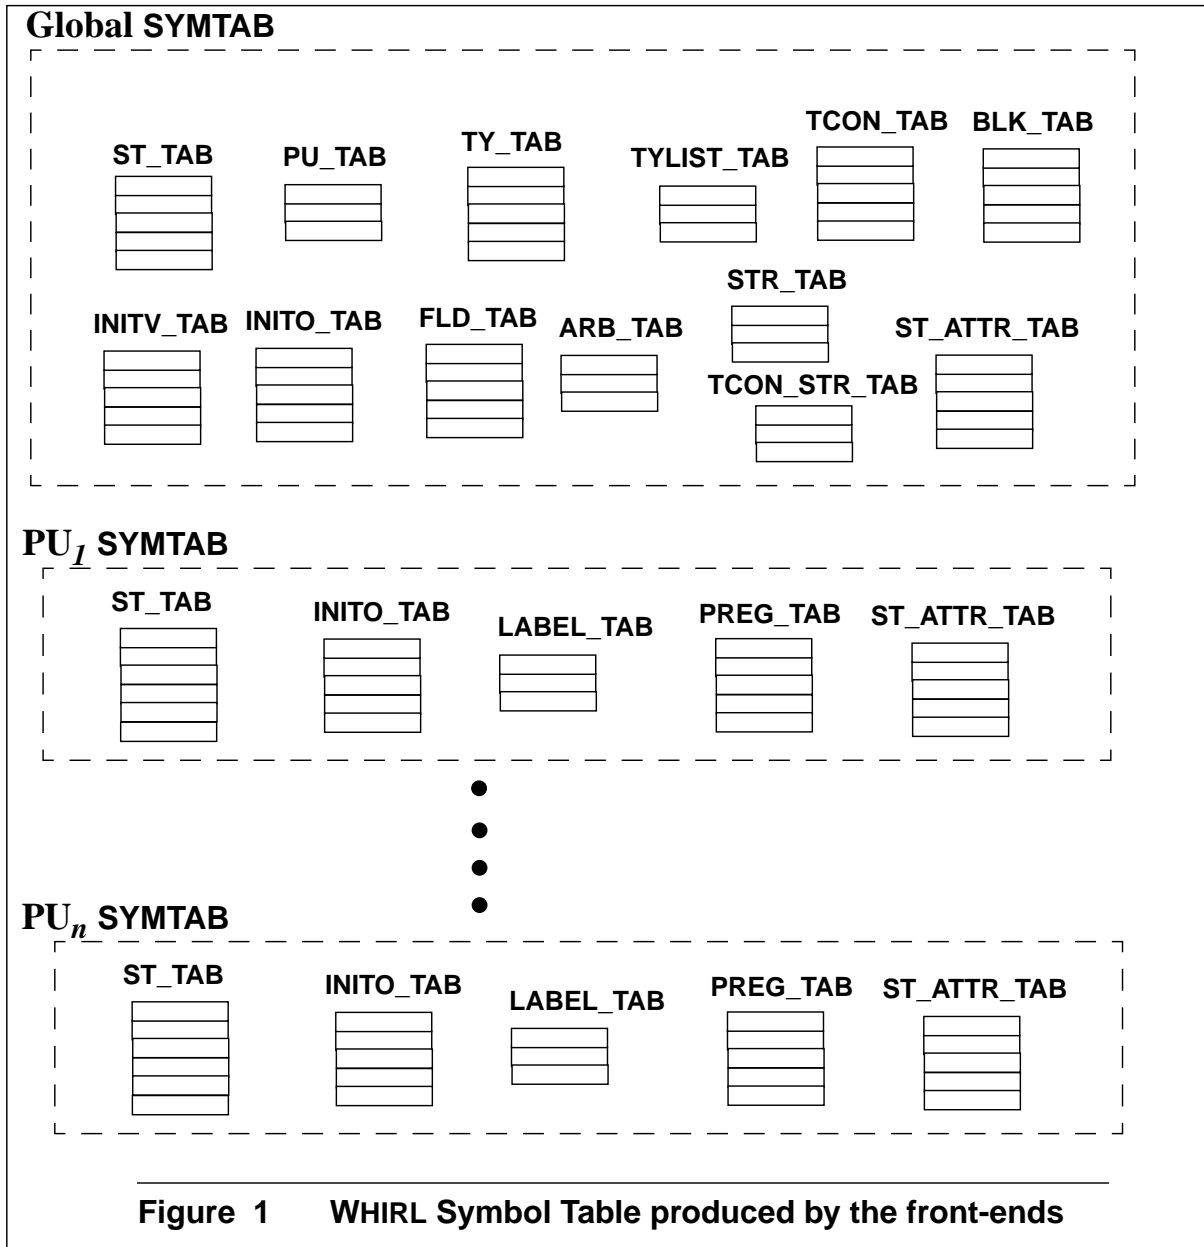 Global SYMTAB
ST_TAB
PU_TAB
TY_TAB
TYLIST_TAB
TCON_TAB
BLK_TAB
INITV_TAB
INITO_TAB
FLD_TAB
ARB_TAB
STR_TAB
TCON_STR_TAB
ST_ATTR_TAB
PU1 SYMTAB
ST_TAB
INITO_TAB
LABEL_TAB
PREG_TAB
ST_ATTR_TAB
PUn SYMTAB
ST_TAB
INITO_TAB
LABEL_TAB
PREG_TAB
ST_ATTR_TAB
Figure 1 WHIRL Symbol Table produced by the front-ends